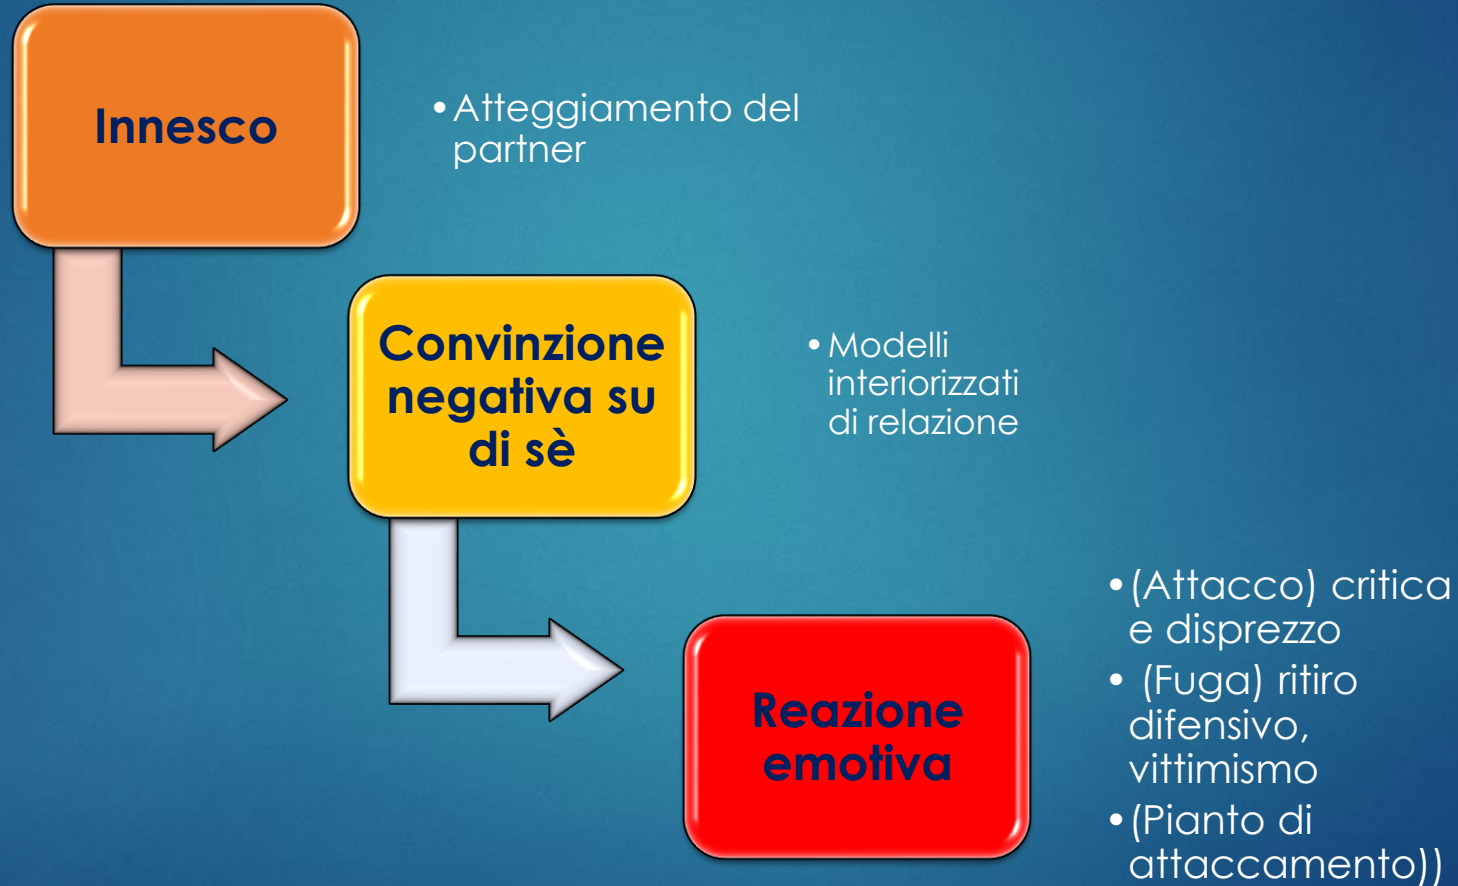 Innesco
•Atteggiamento del
partner
Convinzione
negativa su
di sè
•Modelli
interiorizzati
di relazione
Reazione
emotiva
•(Attacco) critica
e disprezzo
• (Fuga) ritiro
difensivo,
vittimismo
•(Pianto di
attaccamento))